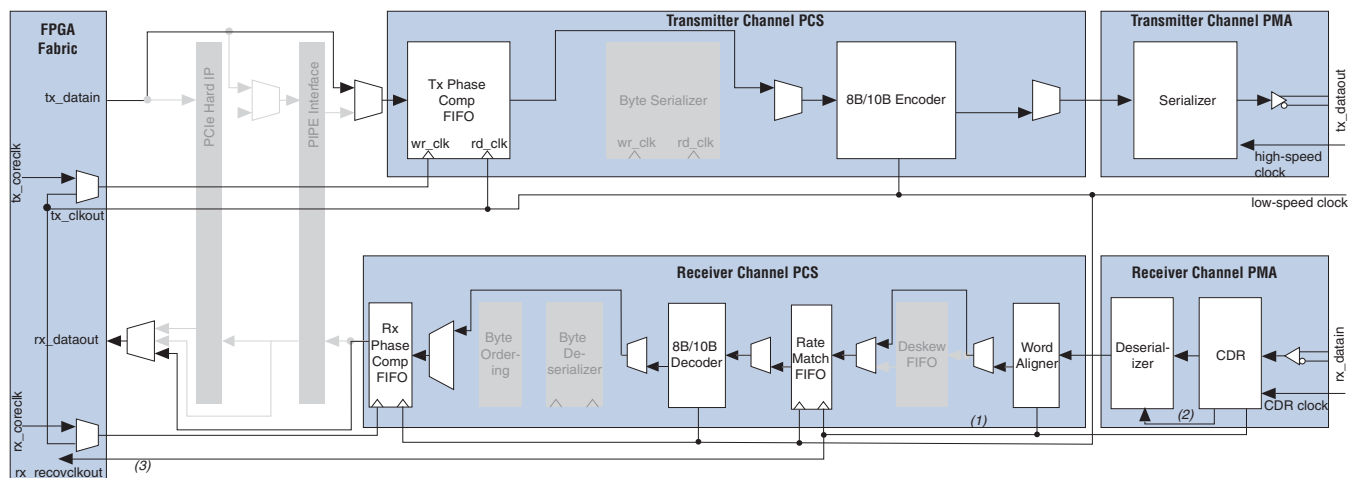 FPGA
Fabric
Transmitter Channel PCS
Transmitter Channel PMA
tx_datain
PCIe Hard IP
PIPE Interface
Tx Phase
Comp
FIFO
wr_clk
rd_clk
Byte Serializer
wr_clk
rd_clk
8B/10B Encoder
Serializer
high-speed
clock
tx_dataout
tx_coreclk
tx_clkout
low-speed clock
Receiver Channel PCS
Receiver Channel PMA
rx_dataout
Rx
Phase
Comp
FIFO
Byte
Order-
ing
Byte
De-
serializer
8B/10B
Decoder
Rate
Match
FIFO
Deskew
FIFO
Word
Aligner
Deserial-
izer
CDR
rx_datain
CDR clock
rx_coreclk
(1)
(2)
(3)
rx_recovclkout